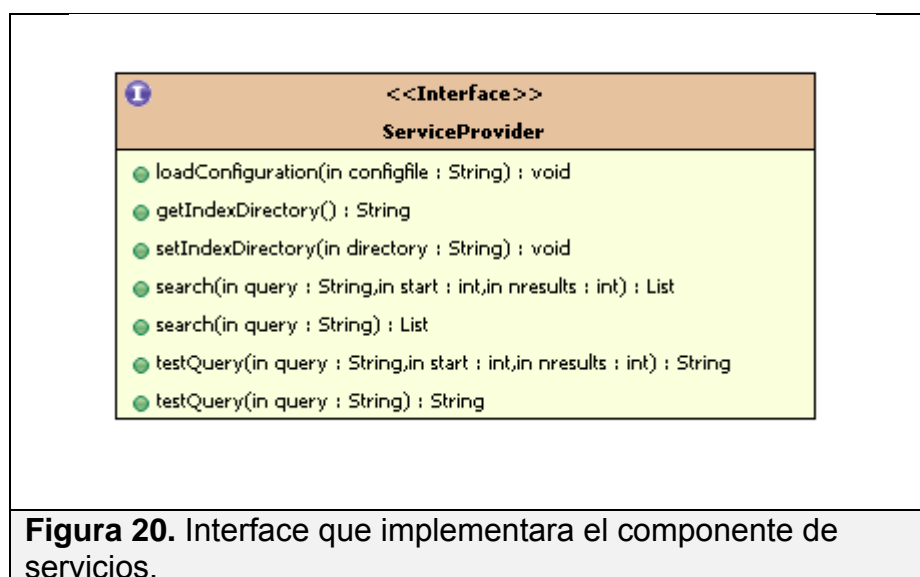 I
<<Interface>>
ServiceProvider
loadConfiguration(in configfile : String) : void
getIndexDirectory() : String
setIndexDirectory(in directory : String) : void
search(in query : String,in start : int,in nresults : int) : List
search(in query : String) : List
testQuery(in query : String,in start : int,in nresults : int) : String
testQuery(in query : String) : String
Figura 20. Interface que implementara el componente de
servicios.